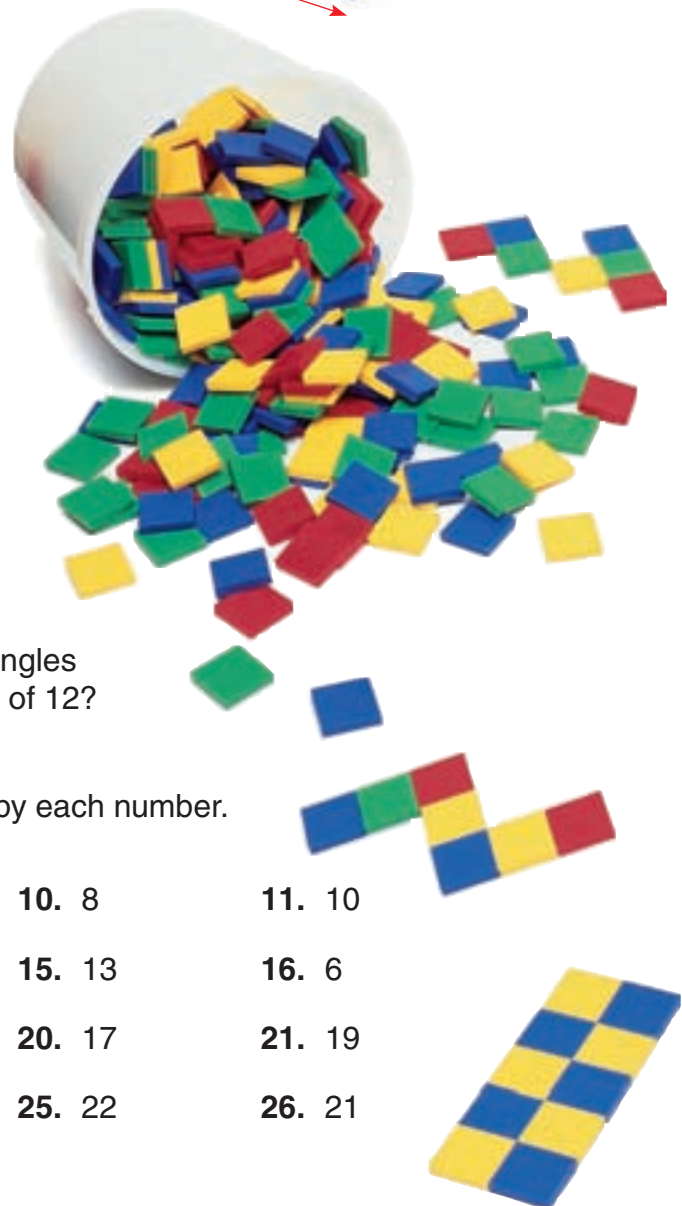 ngles
of 12?
by each number.
10. 8 11. 10
15. 13 16. 6
20. 17 21. 19
25. 22 26. 21